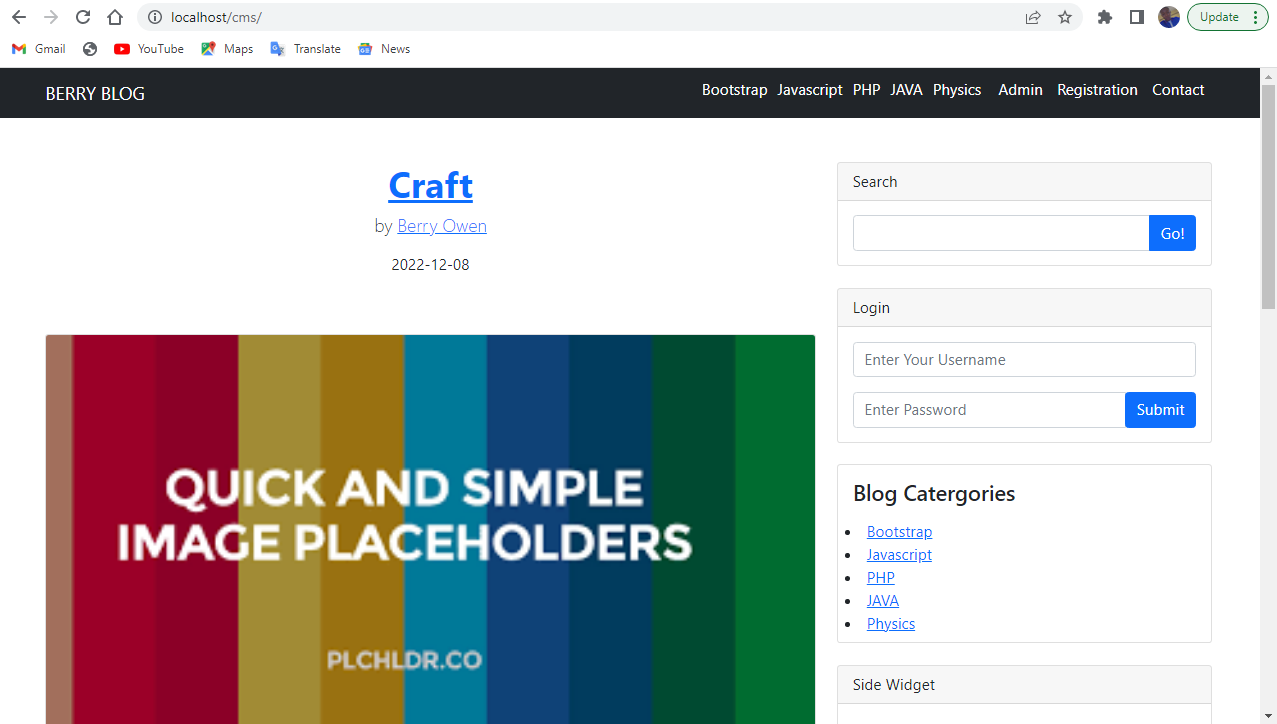 localhost/cms/
Update
Gmail
YouTube
Maps
Translate
News
BERRY BLOG
Bootstrap Javascript PHP JAVA Physics Admin Registration Contact
Craft
by Berry Owen
2022-12-08
QUICK AND SIMPLE
IMAGE PLACEHOLDERS
PLCHLDR.CO
Search
Go!
Login
Enter Your Username
Enter Password
Submit
Blog Catergories
Bootstrap
Javascript
PHP
JAVA
Physics
Side Widget